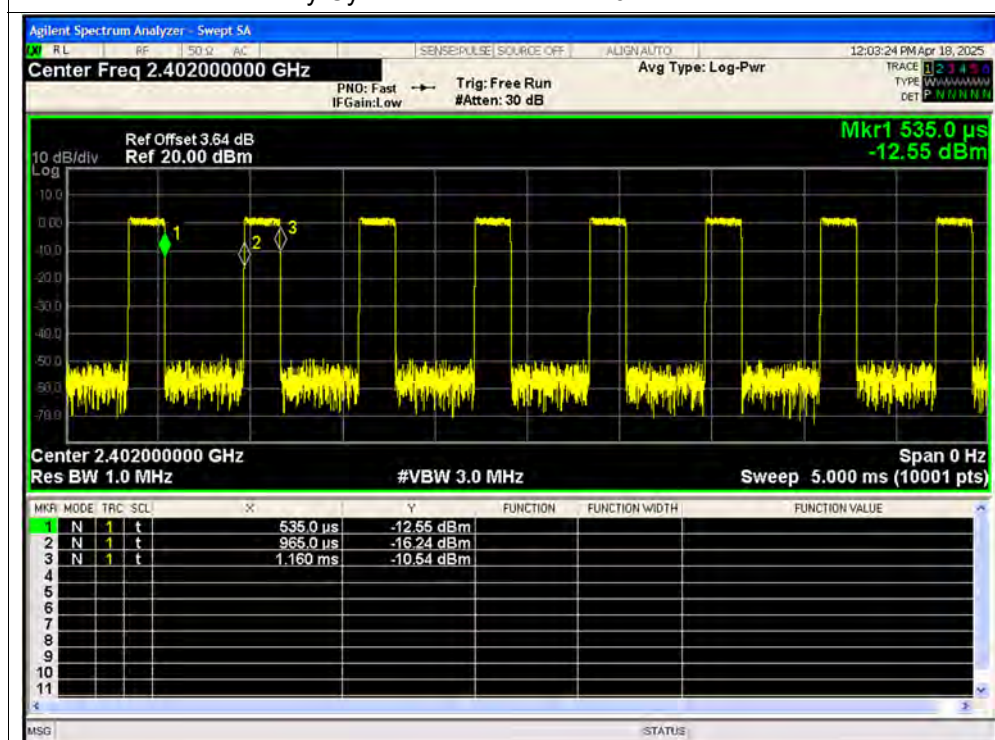 Agilent Spectrum Analyzer - Swept SA
RL RF 50 Ω AC SENSE:PULSE SOURCE OFF ALIGN AUTO 12:03:24 PM Apr 18, 2025
Center Freq 2.402000000 GHz Avg Type: Log-Pwr TRACE 1 2 3 4 5 6
PNO: Fast Trig: Free Run TYPE WWWWWW
IFGain:Low #Atten: 30 dB DET P N N N N N
Mkr1 535.0 µs
Ref Offset 3.64 dB
10 dB/div Ref 20.00 dBm -12.55 dBm
Log
10.0
0.00
-10.0
-20.0
-30.0
-40.0
-50.0
-60.0
-70.0
1
2
3
Center 2.402000000 GHz Span 0 Hz
Res BW 1.0 MHz #VBW 3.0 MHz Sweep 5.000 ms (10001 pts)
MKR MODE TRC SCL X Y FUNCTION FUNCTION WIDTH FUNCTION VALUE
1 N 1 t 535.0 µs -12.55 dBm
2 N 1 t 965.0 µs -16.24 dBm
3 N 1 t 1.160 ms -10.54 dBm
4
5
6
7
8
9
10
11
MSG STATUS